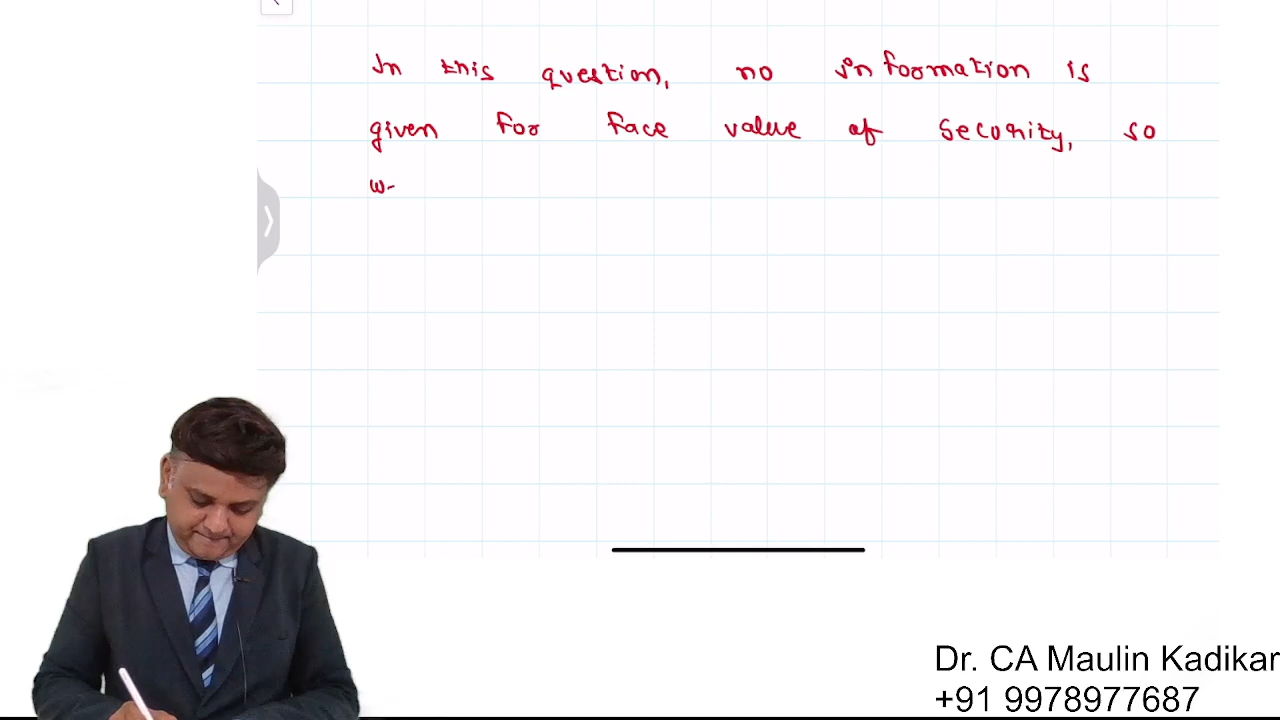 In this question, no information is
given for face value of security, so
w-
Dr. CA Maulin Kadikar
+91 9978977687